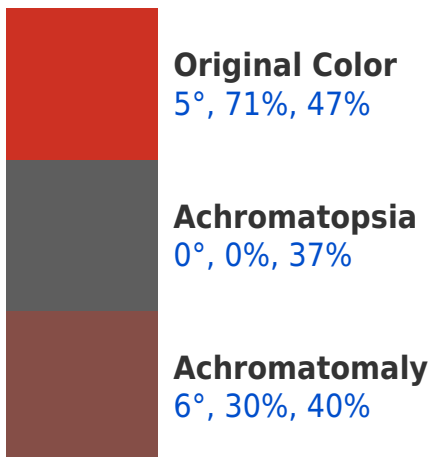 Original Color
5°, 71%, 47%
Achromatopsia
0°, 0%, 37%
Achromatomaly
6°, 30%, 40%